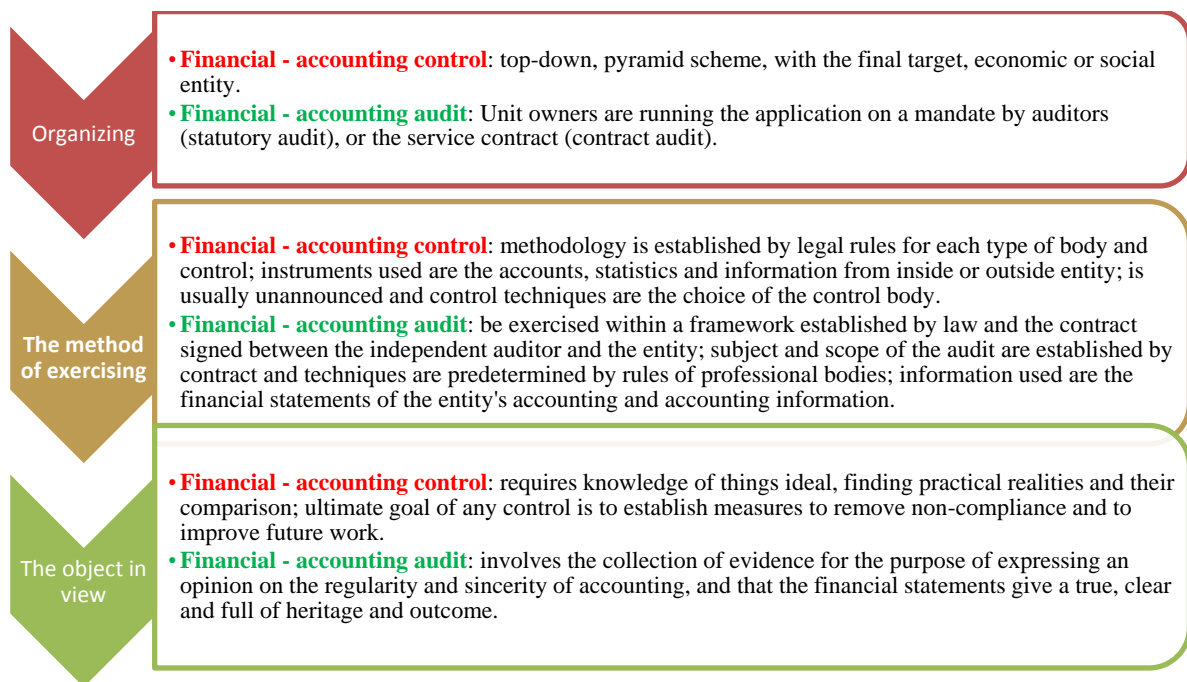 Organizing
•Financial - accounting control: top-down, pyramid scheme, with the final target, economic or social
entity.
•Financial - accounting audit: Unit owners are running the application on a mandate by auditors
(statutory audit), or the service contract (contract audit).
The method
of exercising
•Financial - accounting control: methodology is established by legal rules for each type of body and
control; instruments used are the accounts, statistics and information from inside or outside entity; is
usually unannounced and control techniques are the choice of the control body.
•Financial - accounting audit: be exercised within a framework established by law and the contract
signed between the independent auditor and the entity; subject and scope of the audit are established by
contract and techniques are predetermined by rules of professional bodies; information used are the
financial statements of the entity's accounting and accounting information.
The object in
view
•Financial - accounting control: requires knowledge of things ideal, finding practical realities and their
comparison; ultimate goal of any control is to establish measures to remove non-compliance and to
improve future work.
•Financial - accounting audit: involves the collection of evidence for the purpose of expressing an
opinion on the regularity and sincerity of accounting, and that the financial statements give a true, clear
and full of heritage and outcome.